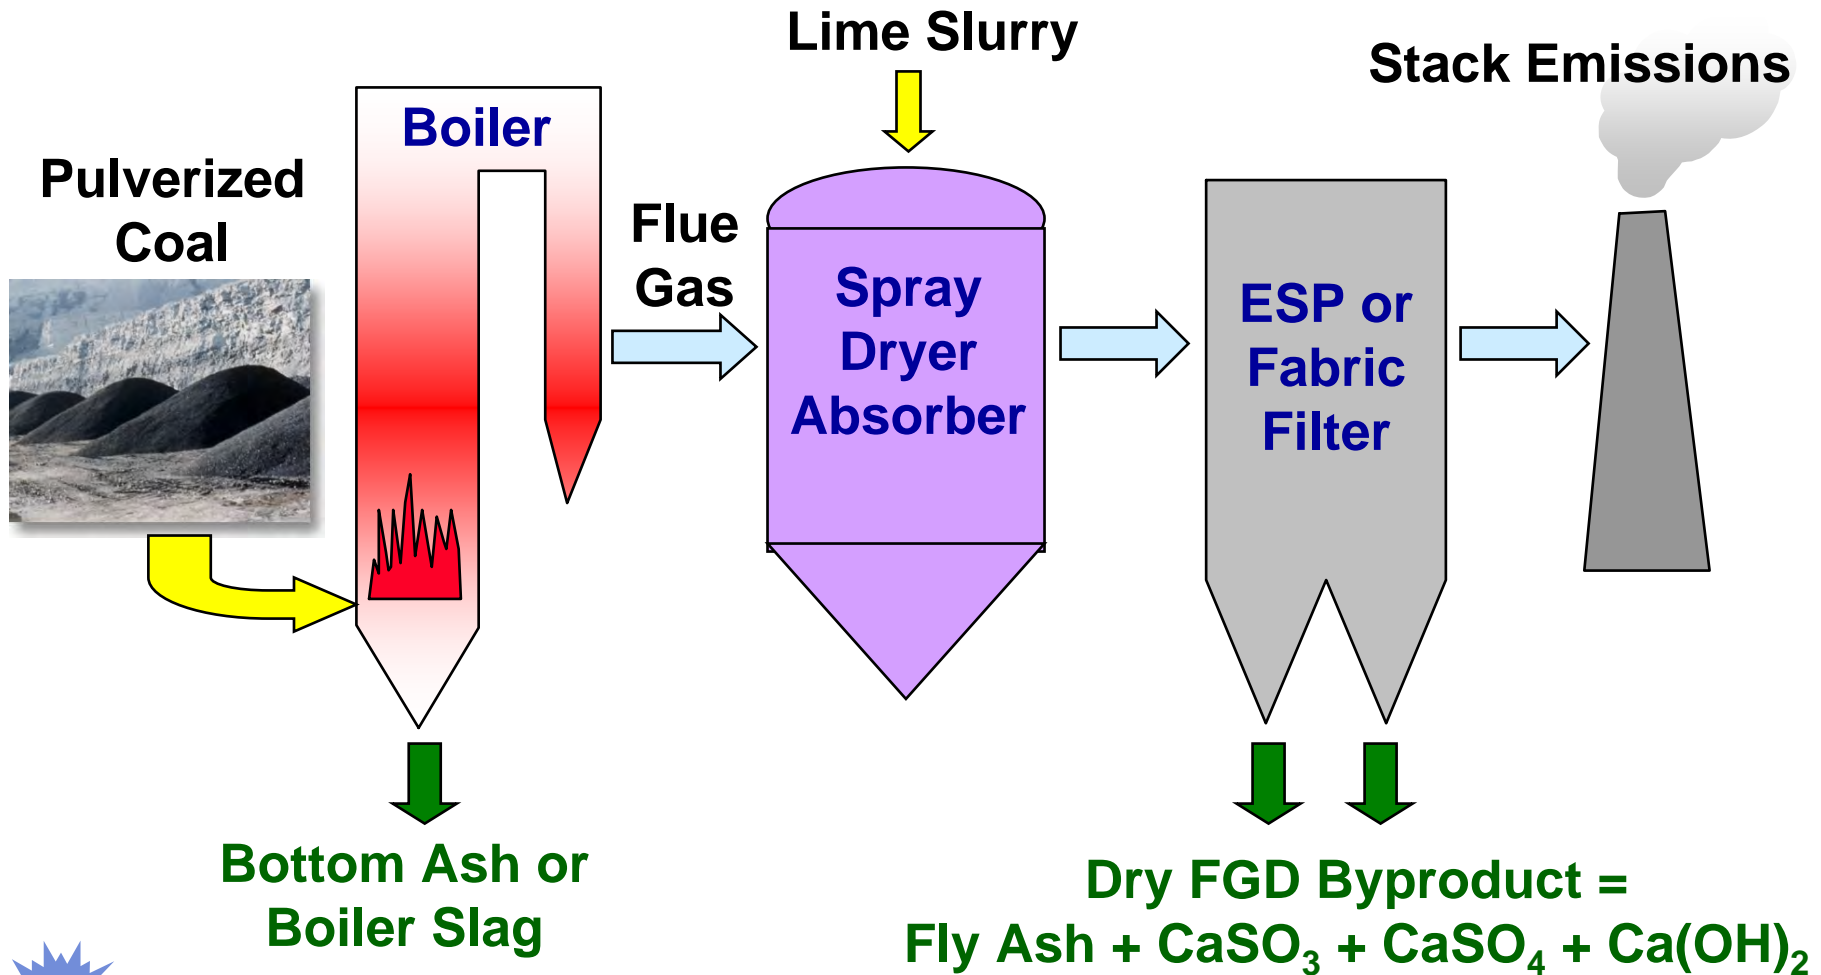 Lime Slurry
Stack Emissions
Boiler
Pulverized
Coal
Flue
Gas
Spray
Dryer
Absorber
ESP or
Fabric
Filter
Bottom Ash or
Boiler Slag
Dry FGD Byproduct =
Fly Ash + CaSO₃ + CaSO₄ + Ca(OH)₂